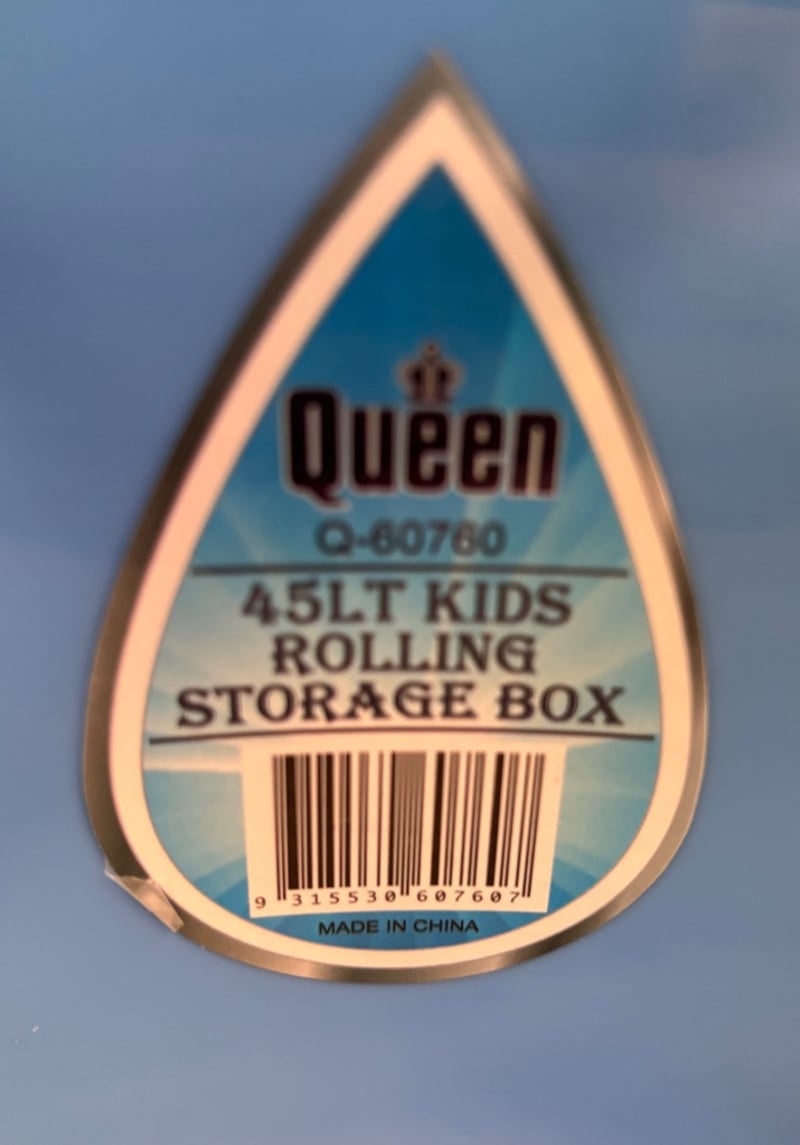 Queen
Q-60760
45LT KIDS
ROLLING
STORAGE BOX
9 315530 607607
MADE IN CHINA